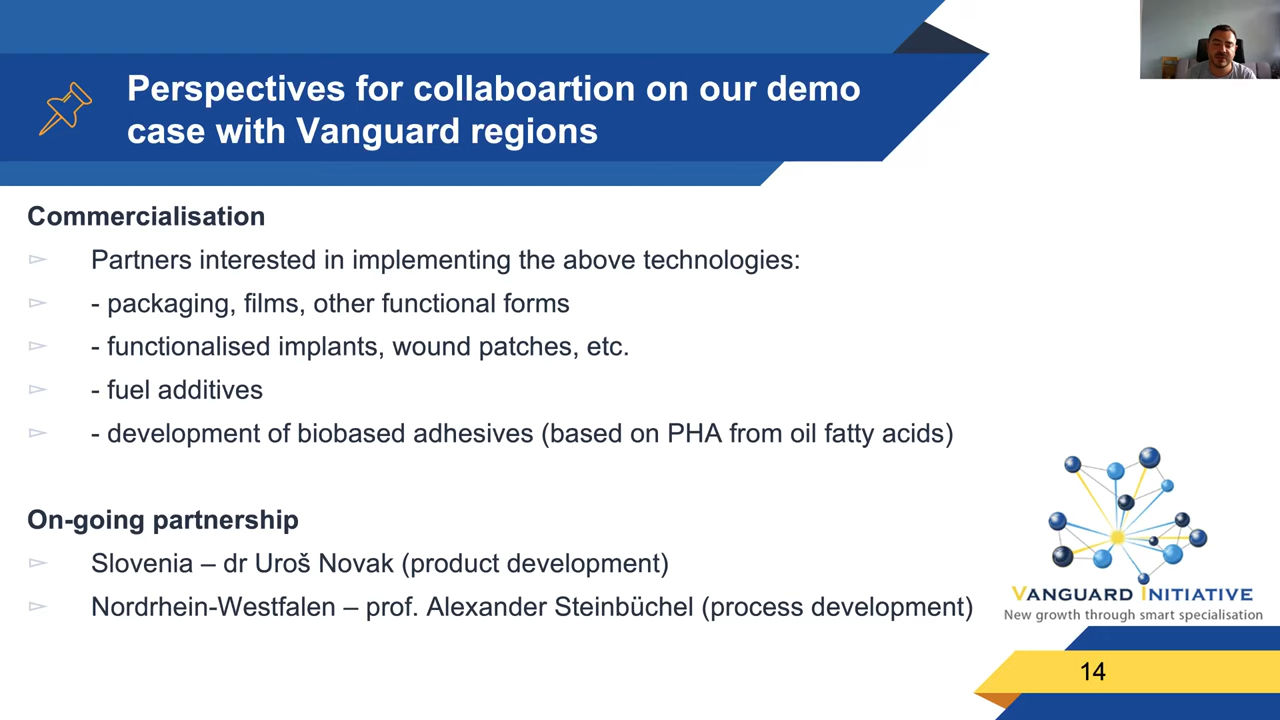 Perspectives for collaboartion on our demo
case with Vanguard regions
Commercialisation
Partners interested in implementing the above technologies:
- packaging, films, other functional forms
- functionalised implants, wound patches, etc.
- fuel additives
- development of biobased adhesives (based on PHA from oil fatty acids)
On-going partnership
Slovenia – dr Uroš Novak (product development)
Nordrhein-Westfalen – prof. Alexander Steinbüchel (process development)
VANGUARD INITIATIVE
New growth through smart specialisation
14